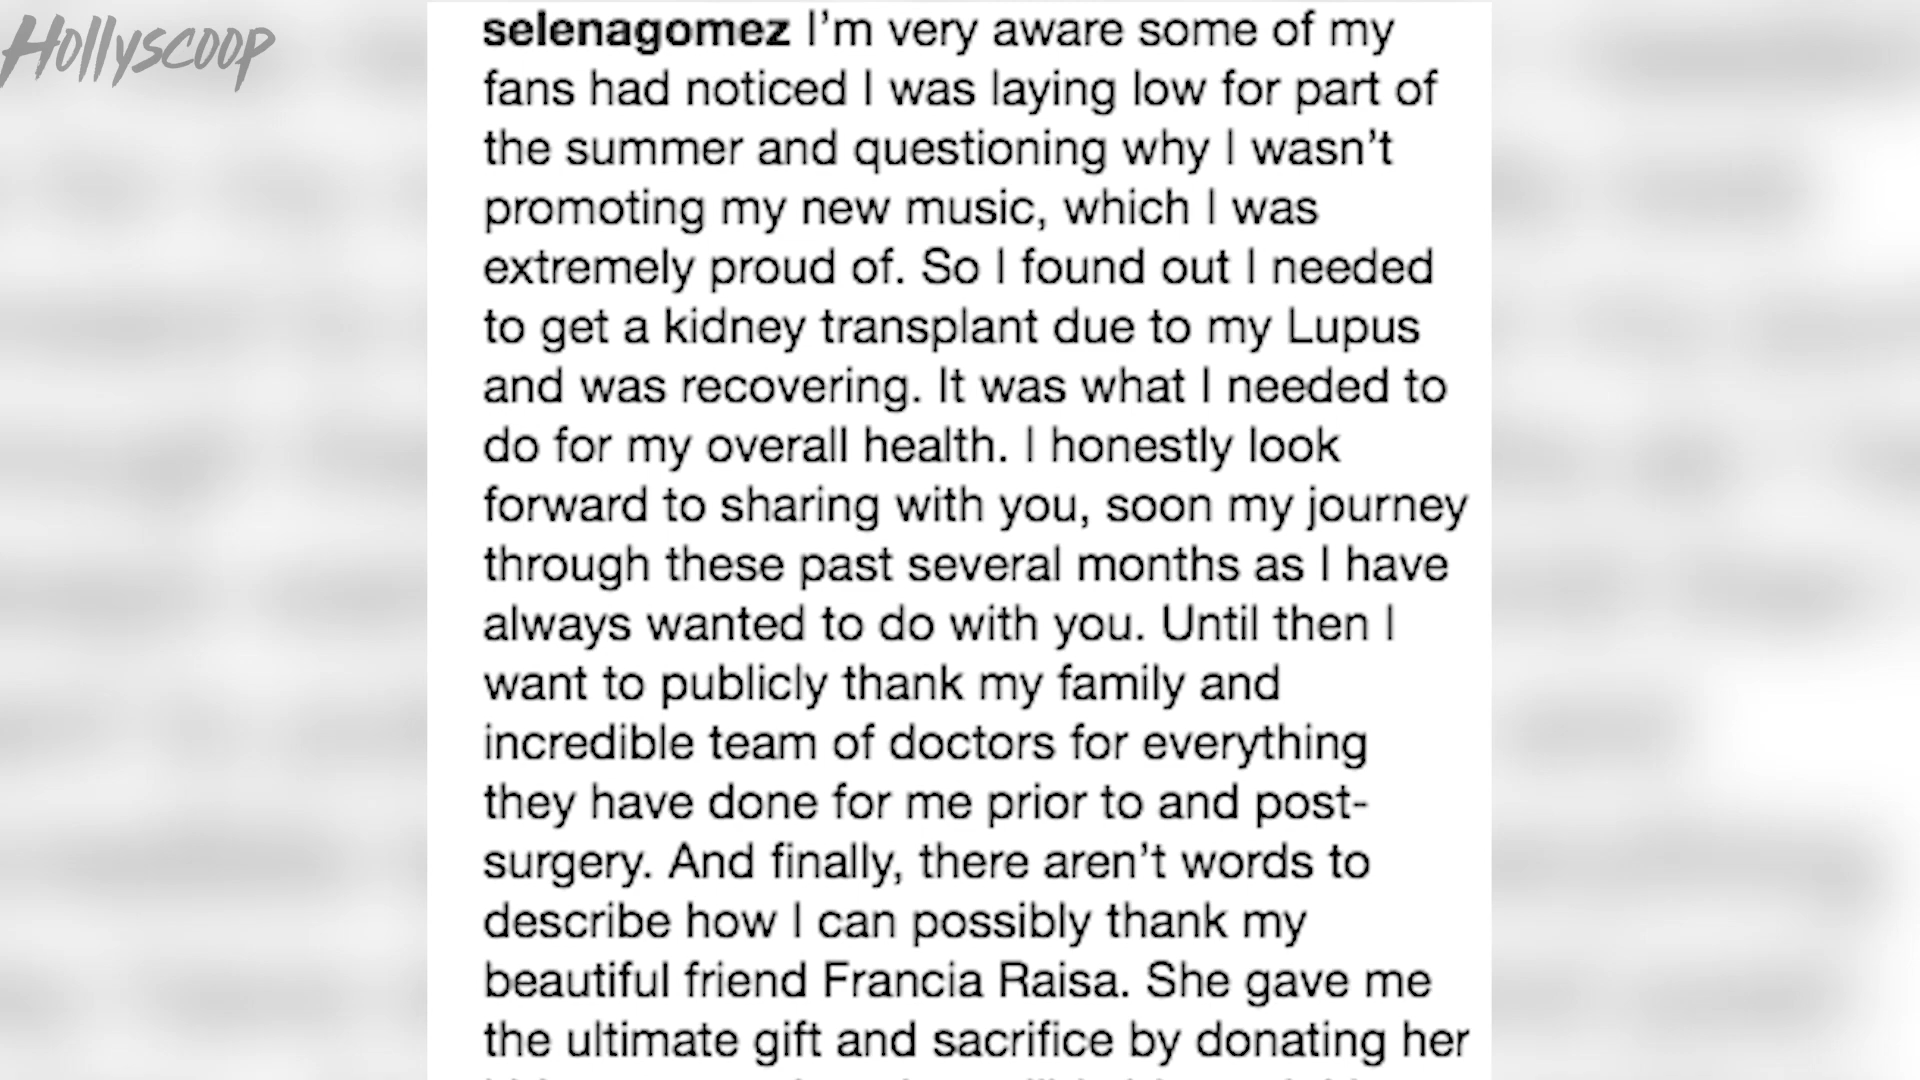 Hollyscoop
selenagomez I'm very aware some of my
fans had noticed I was laying low for part of
the summer and questioning why I wasn't
promoting my new music, which I was
extremely proud of. So I found out I needed
to get a kidney transplant due to my Lupus
and was recovering. It was what I needed to
do for my overall health. I honestly look
forward to sharing with you, soon my journey
through these past several months as I have
always wanted to do with you. Until then I
want to publicly thank my family and
incredible team of doctors for everything
they have done for me prior to and post-
surgery. And finally, there aren't words to
describe how I can possibly thank my
beautiful friend Francia Raisa. She gave me
the ultimate gift and sacrifice by donating her